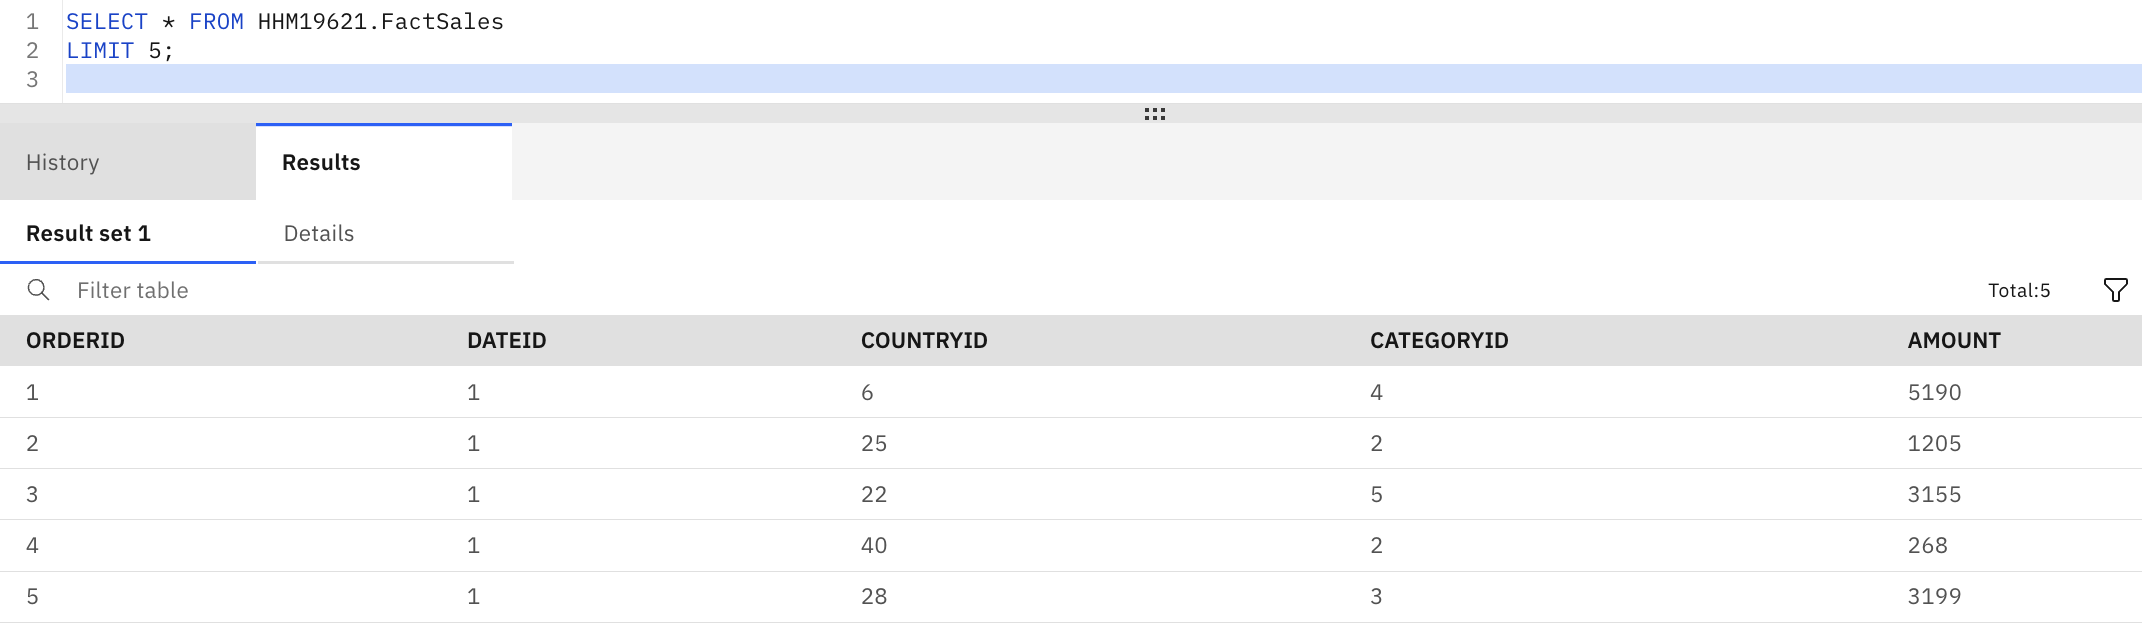 1 SELECT * FROM HHM19621.FactSales
2 LIMIT 5;
3
History Results
Result set 1 Details
Filter table Total:5
ORDERID DATEID COUNTRYID CATEGORYID AMOUNT
1 1 6 4 5190
2 1 25 2 1205
3 1 22 5 3155
4 1 40 2 268
5 1 28 3 3199